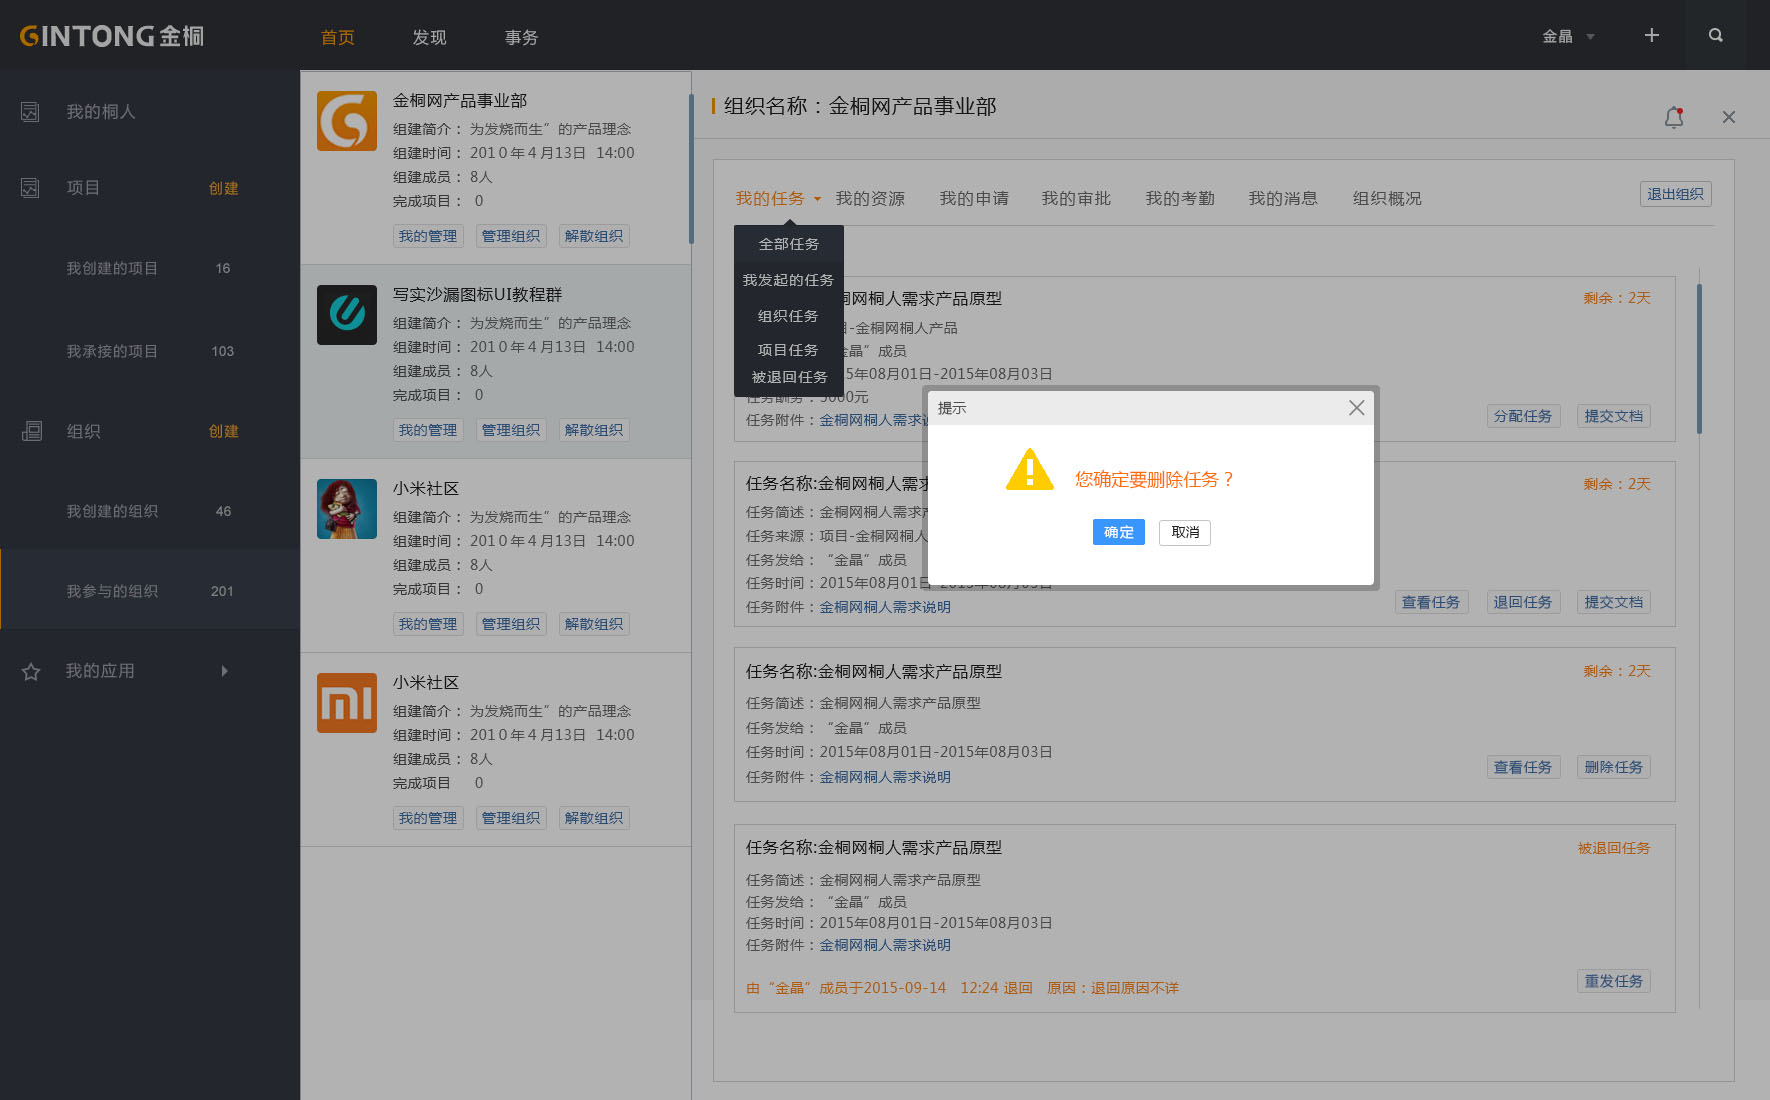 GINTONG金桐
首页
发现
事务
金晶
我的桐人
项目
创建
我创建的项目
16
我承接的项目
103
组织
创建
我创建的组织
46
我参与的组织
201
我的应用
金桐网产品事业部
组建简介： 为发烧而生”的产品理念
组建时间： 2010年4月13日 14:00
组建成员： 8人
完成项目： 0
我的管理
管理组织
解散组织
写实沙漏图标UI教程群
组建简介： 为发烧而生”的产品理念
组建时间： 2010年4月13日 14:00
组建成员： 8人
完成项目： 0
我的管理
管理组织
解散组织
小米社区
组建简介： 为发烧而生”的产品理念
组建时间： 2010年4月13日 14:00
组建成员： 8人
完成项目： 0
我的管理
管理组织
解散组织
小米社区
组建简介： 为发烧而生”的产品理念
组建时间： 2010年4月13日 14:00
组建成员： 8人
完成项目 0
我的管理
管理组织
解散组织
组织名称：金桐网产品事业部
我的任务
我的资源
我的申请
我的审批
我的考勤
我的消息
组织概况
退出组织
全部任务
我发起的任务
组织任务
项目任务
被退回任务
桐网桐人需求产品原型
剩余：2天
目-金桐网桐人产品
金晶”成员
15年08月01日-2015年08月03日
任务酬劳：5000元
任务附件：金桐网桐人需求说
分配任务
提交文档
提示
您确定要删除任务？
确定
取消
任务名称:金桐网桐人需求
剩余：2天
任务简述：金桐网桐人需求产
任务来源：项目-金桐网桐人
任务发给：“金晶”成员
任务时间：2015年08月01日-2015年08月03日
任务附件：金桐网桐人需求说明
查看任务
退回任务
提交文档
任务名称:金桐网桐人需求产品原型
剩余：2天
任务简述：金桐网桐人需求产品原型
任务发给：“金晶”成员
任务时间：2015年08月01日-2015年08月03日
任务附件：金桐网桐人需求说明
查看任务
删除任务
任务名称:金桐网桐人需求产品原型
被退回任务
任务简述：金桐网桐人需求产品原型
任务发给：“金晶”成员
任务时间：2015年08月01日-2015年08月03日
任务附件：金桐网桐人需求说明
由“金晶”成员于2015-09-14 12:24 退回 原因：退回原因不详
重发任务